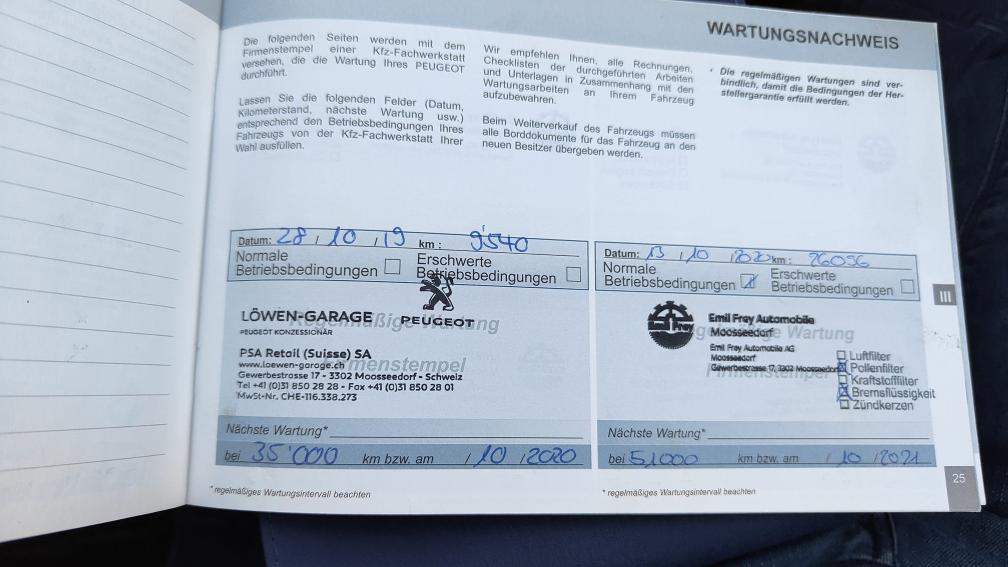 WARTUNGSNACHWEIS
Die folgenden Seiten werden mit dem
Firmenstempel einer Kfz-Fachwerkstatt
versehen, die die Wartung Ihres PEUGEOT
durchführt.
Lassen Sie die folgenden Felder (Datum,
Kilometerstand, nächste Wartung usw.)
entsprechend den Betriebsbedingungen Ihres
Fahrzeugs von der Kfz-Fachwerkstatt Ihrer
Wahl ausfüllen.
Wir empfehlen Ihnen, alle Rechnungen,
Checklisten der durchgeführten Arbeiten
und Unterlagen in Zusammenhang mit den
Wartungsarbeiten an Ihrem Fahrzeug
aufzubewahren.
Beim Weiterverkauf des Fahrzeugs müssen
alle Borddokumente für das Fahrzeug an den
neuen Besitzer übergeben werden.
Die regelmäßigen Wartungen sind ver-
bindlich, damit die Bedingungen der Her-
stellergarantie erfüllt werden.
Datum: 28 / 10 / 19 km : 9'540
Normale
Betriebsbedingungen
Erschwerte
Betriebsbedingungen
LÖWEN-GARAGE
PEUGEOT KONZESSIONÄR
PEUGEOT
Regelmäßige Wartung
PSA Retail (Suisse) SA
www.loewen-garage.ch
Firmenstempel
Gewerbestrasse 17 - 3302 Moosseedorf - Schweiz
Tel +41 (0)31 850 28 28 - Fax +41 (0)31 850 28 01
MwSt-Nr. CHE-116.338.273
Nächste Wartung*
bei 35'000 km bzw. am / 10 / 2020
* regelmäßiges Wartungsintervall beachten
Datum: 13 / 10 / 2020 km : 26056
Normale
Betriebsbedingungen
Erschwerte
Betriebsbedingungen
Emil Frey
Emil Frey Automobile
Moosseedorf
Regelmäßige Wartung
Emil Frey Automobile AG
Moosseedorf
Gewerbestrasse 17, 3302 Moosseedorf
Firmenstempel
Luftfilter
Pollenfilter
Kraftstofffilter
Bremsflüssigkeit
Zündkerzen
Nächste Wartung*
bei 51000 km bzw. am / 10 / 2021
* regelmäßiges Wartungsintervall beachten
III
25